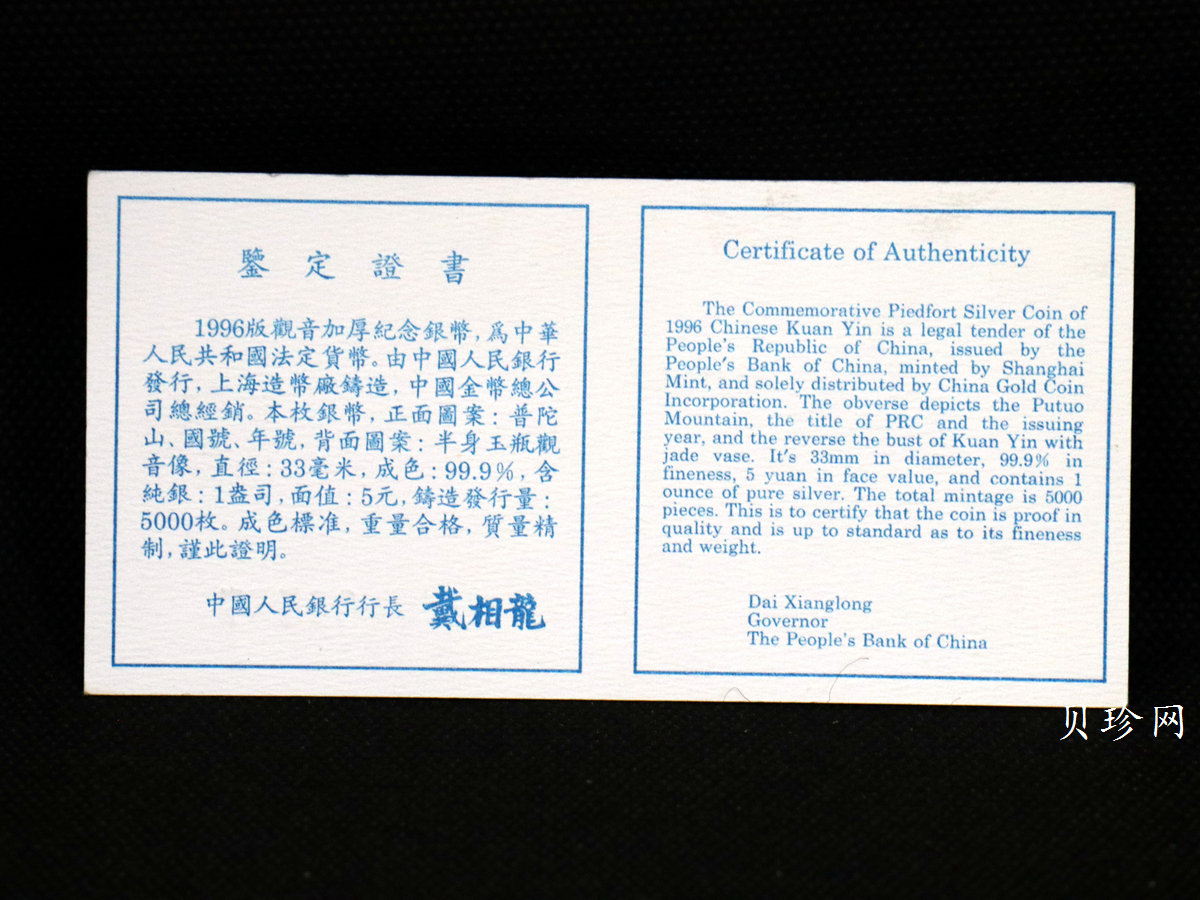 鑒定證書
1996版觀音加厚紀念銀幣，爲中華
人民共和國法定貨幣。由中國人民銀行
發行，上海造幣廠鑄造，中國金幣總公
司總經銷。本枚銀幣，正面圖案：普陀
山、國號、年號，背面圖案：半身玉瓶觀
音像，直徑：33毫米，成色：99.9%，含
純銀：1盎司，面值：5元，鑄造發行量：
5000枚。成色標准，重量合格，質量精
制，謹此證明。
中國人民銀行行長 戴相龍
Certificate of Authenticity
The Commemorative Piedfort Silver Coin of
1996 Chinese Kuan Yin is a legal tender of the
People's Republic of China, issued by the
People's Bank of China, minted by Shanghai
Mint, and solely distributed by China Gold Coin
Incorporation. The obverse depicts the Putuo
Mountain, the title of PRC and the issuing
year, and the reverse the bust of Kuan Yin with
jade vase. It's 33mm in diameter, 99.9% in
fineness, 5 yuan in face value, and contains 1
ounce of pure silver. The total mintage is 5000
pieces. This is to certify that the coin is proof in
quality and is up to standard as to its fineness
and weight.
Dai Xianglong
Governor
The People's Bank of China
贝珍网